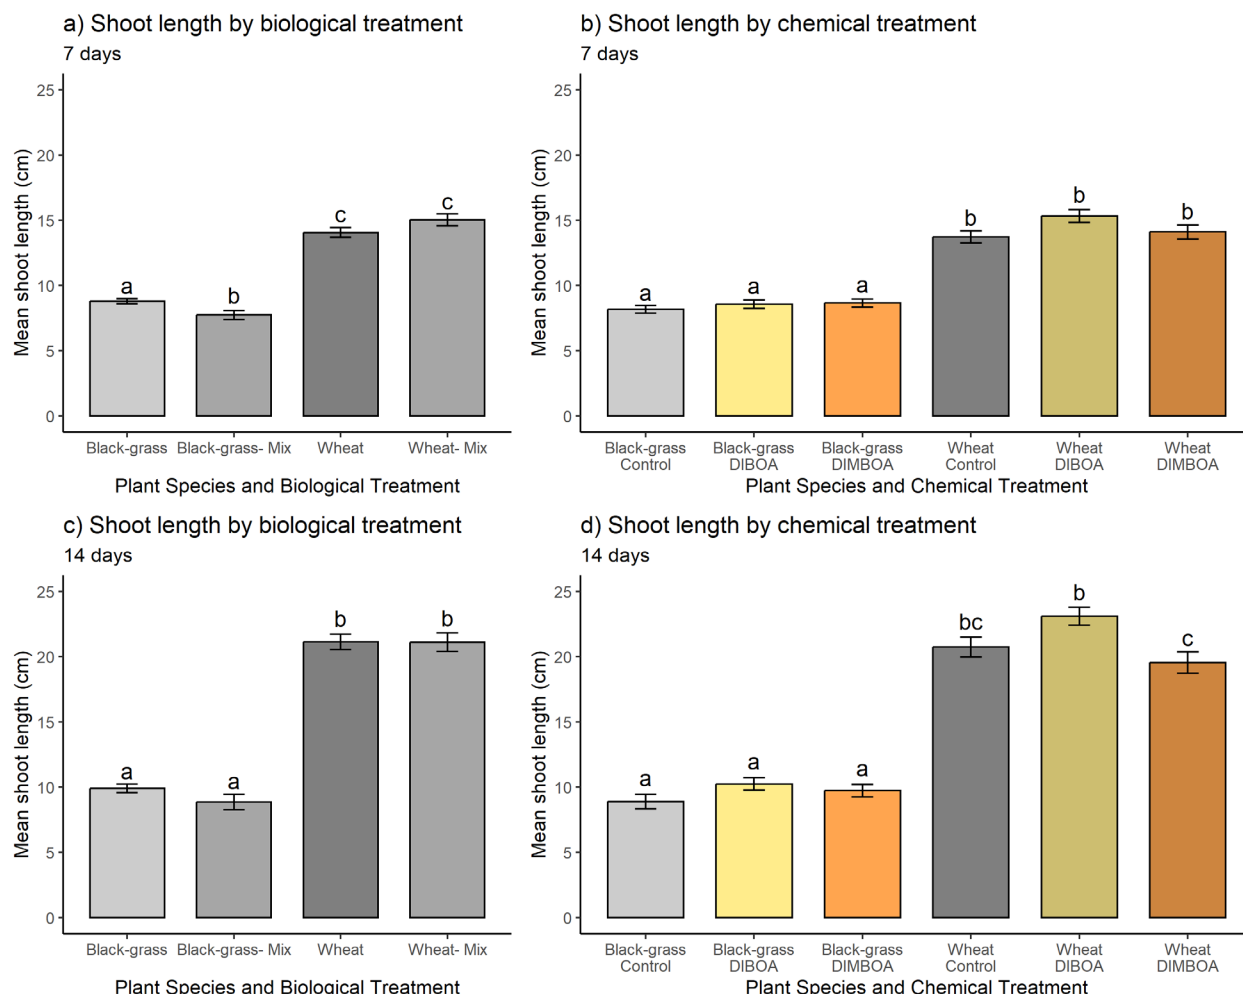 a) Shoot length by biological treatment
7 days
Mean shoot length (cm)
25
20
15
10
5
0
a
b
c
c
Black-grass
Black-grass- Mix
Wheat
Wheat- Mix
Plant Species and Biological Treatment
b) Shoot length by chemical treatment
7 days
Mean shoot length (cm)
25
20
15
10
5
0
a
a
a
b
b
b
Black-grass
Control
Black-grass
DIBOA
Black-grass
DIMBOA
Wheat
Control
Wheat
DIBOA
Wheat
DIMBOA
Plant Species and Chemical Treatment
c) Shoot length by biological treatment
14 days
Mean shoot length (cm)
25
20
15
10
5
0
a
a
b
b
Black-grass
Black-grass- Mix
Wheat
Wheat- Mix
Plant Species and Biological Treatment
d) Shoot length by chemical treatment
14 days
Mean shoot length (cm)
25
20
15
10
5
0
a
a
a
bc
b
c
Black-grass
Control
Black-grass
DIBOA
Black-grass
DIMBOA
Wheat
Control
Wheat
DIBOA
Wheat
DIMBOA
Plant Species and Chemical Treatment